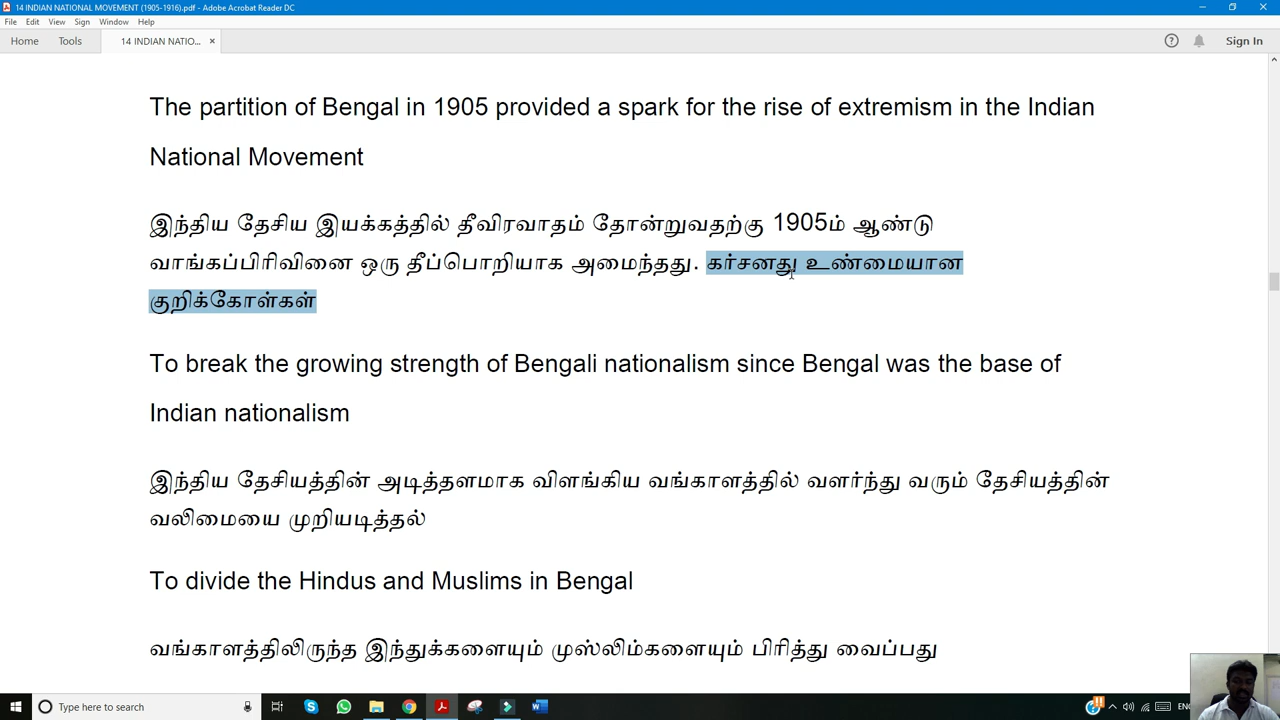 14 INDIAN NATIONAL MOVEMENT (1905-1916).pdf - Adobe Acrobat Reader DC
File Edit View Sign Window Help
Home Tools 14 INDIAN NATIO... × Sign In
The partition of Bengal in 1905 provided a spark for the rise of extremism in the Indian
National Movement
இந்திய தேசிய இயக்கத்தில் தீவிரவாதம் தோன்றுவதற்கு 1905ம் ஆண்டு
வாங்கப்பிரிவினை ஒரு தீப்பொறியாக அமைந்தது. கர்சனது உண்மையான
குறிக்கோள்கள்
To break the growing strength of Bengali nationalism since Bengal was the base of
Indian nationalism
இந்திய தேசியத்தின் அடித்தளமாக விளங்கிய வங்காளத்தில் வளர்ந்து வரும் தேசியத்தின்
வலிமையை முறியடித்தல்
To divide the Hindus and Muslims in Bengal
வங்காளத்திலிருந்த இந்துக்களையும் முஸ்லிம்களையும் பிரித்து வைப்பது
Type here to search ENG